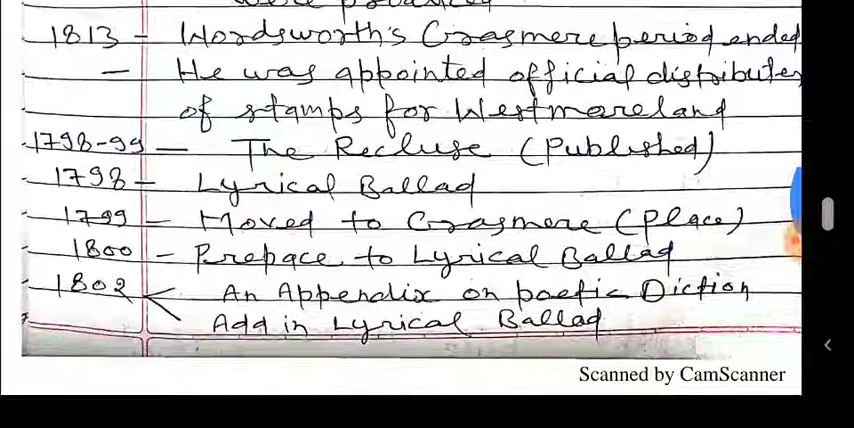 1813 - Wordsworth's Grasmere period ended
- He was appointed official distributer
of stamps for Westmoreland
1798-99 - The Recluse (Published)
1798 - Lyrical Ballad
1799 - Moved to Grasmere (Place)
1800 - Preface to Lyrical Ballad
1802 < An Appendix on poetic Diction
Add in Lyrical Ballad
Scanned by CamScanner